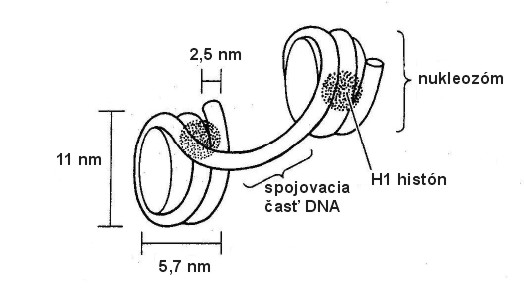 2,5 nm
nukleozóm
11 nm
H1 histón
spojovacia
časť DNA
5,7 nm